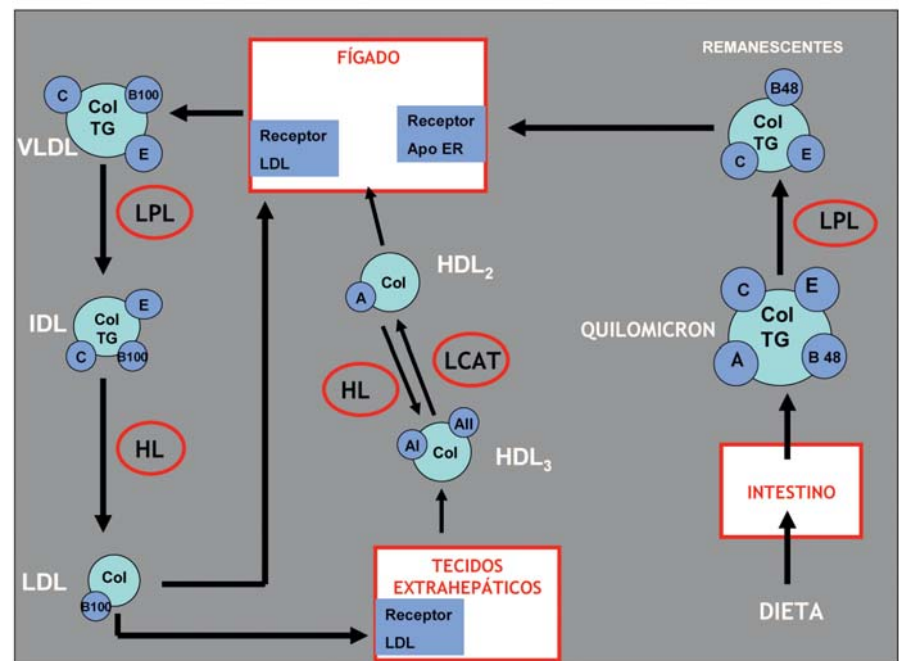 FÍGADO
Receptor
LDL
Receptor
Apo ER
REMANESCENTES
B48
Col
TG
C
E
LPL
C
E
Col
TG
A
B 48
QUILOMICRON
INTESTINO
DIETA
C
Col
TG
B100
E
VLDL
LPL
IDL
Col
TG
E
C
B100
HL
LDL
Col
B100
HDL₂
Col
A
HL
LCAT
AI
AII
Col
HDL₃
TECIDOS
EXTRAHEPÁTICOS
Receptor
LDL